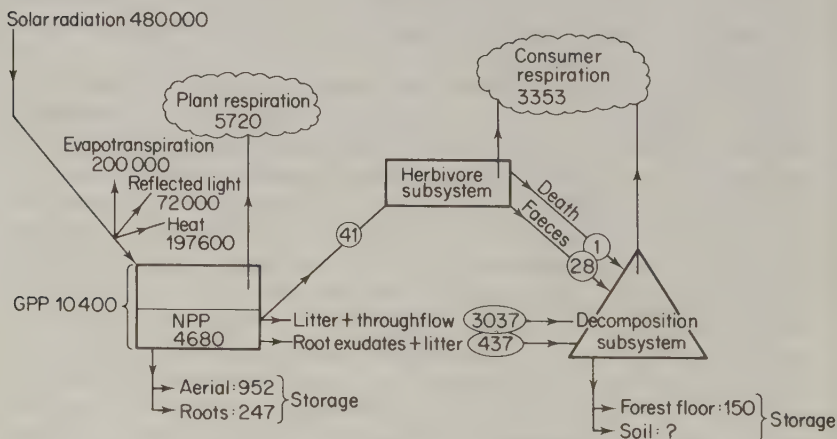 Solar radiation 480000
Consumer
respiration
3353
Plant respiration
5720
Evapotranspiration
200000
Reflected light
72000
Heat
197600
Herbivore
subsystem
Death
Faeces
41
1
28
GPP 10400
NPP
4680
Litter + throughflow
3037
Root exudates + litter
437
Decomposition
subsystem
Aerial: 952
Roots: 247
Storage
Forest floor: 150
Soil: ?
Storage